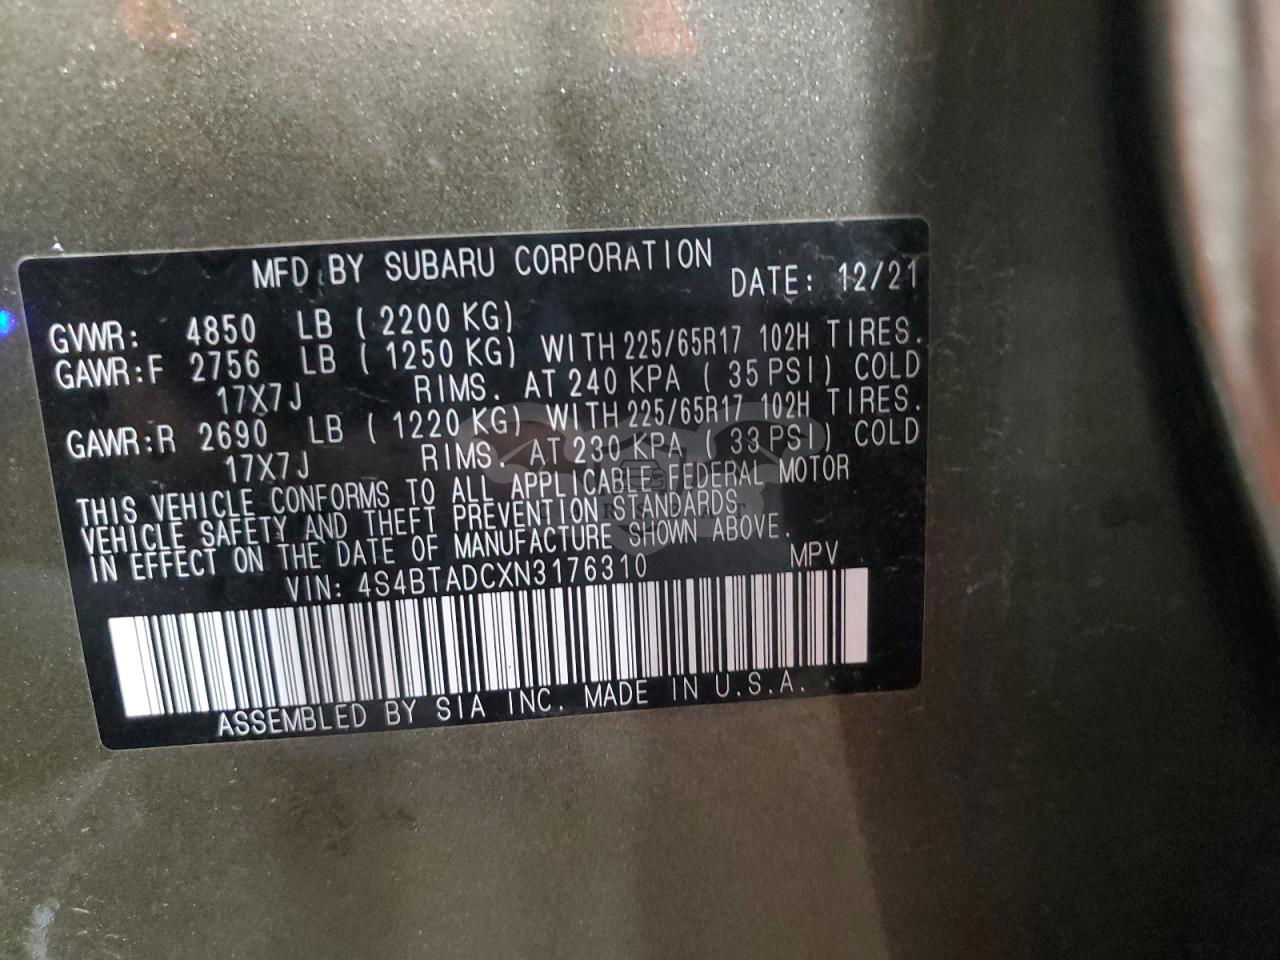 MFD BY SUBARU CORPORATION
DATE: 12/21
GVWR: 4850 LB ( 2200 KG)
GAWR:F 2756 LB ( 1250 KG) WITH 225/65R17 102H TIRES.
17X7J RIMS. AT 240 KPA ( 35 PSI) COLD
GAWR:R 2690 LB ( 1220 KG) WITH 225/65R17 102H TIRES.
17X7J RIMS. AT 230 KPA ( 33 PSI) COLD
THIS VEHICLE CONFORMS TO ALL APPLICABLE FEDERAL MOTOR
VEHICLE SAFETY AND THEFT PREVENTION STANDARDS
IN EFFECT ON THE DATE OF MANUFACTURE SHOWN ABOVE.
VIN: 4S4BTADCXN3176310 MPV
ASSEMBLED BY SIA INC. MADE IN U.S.A.